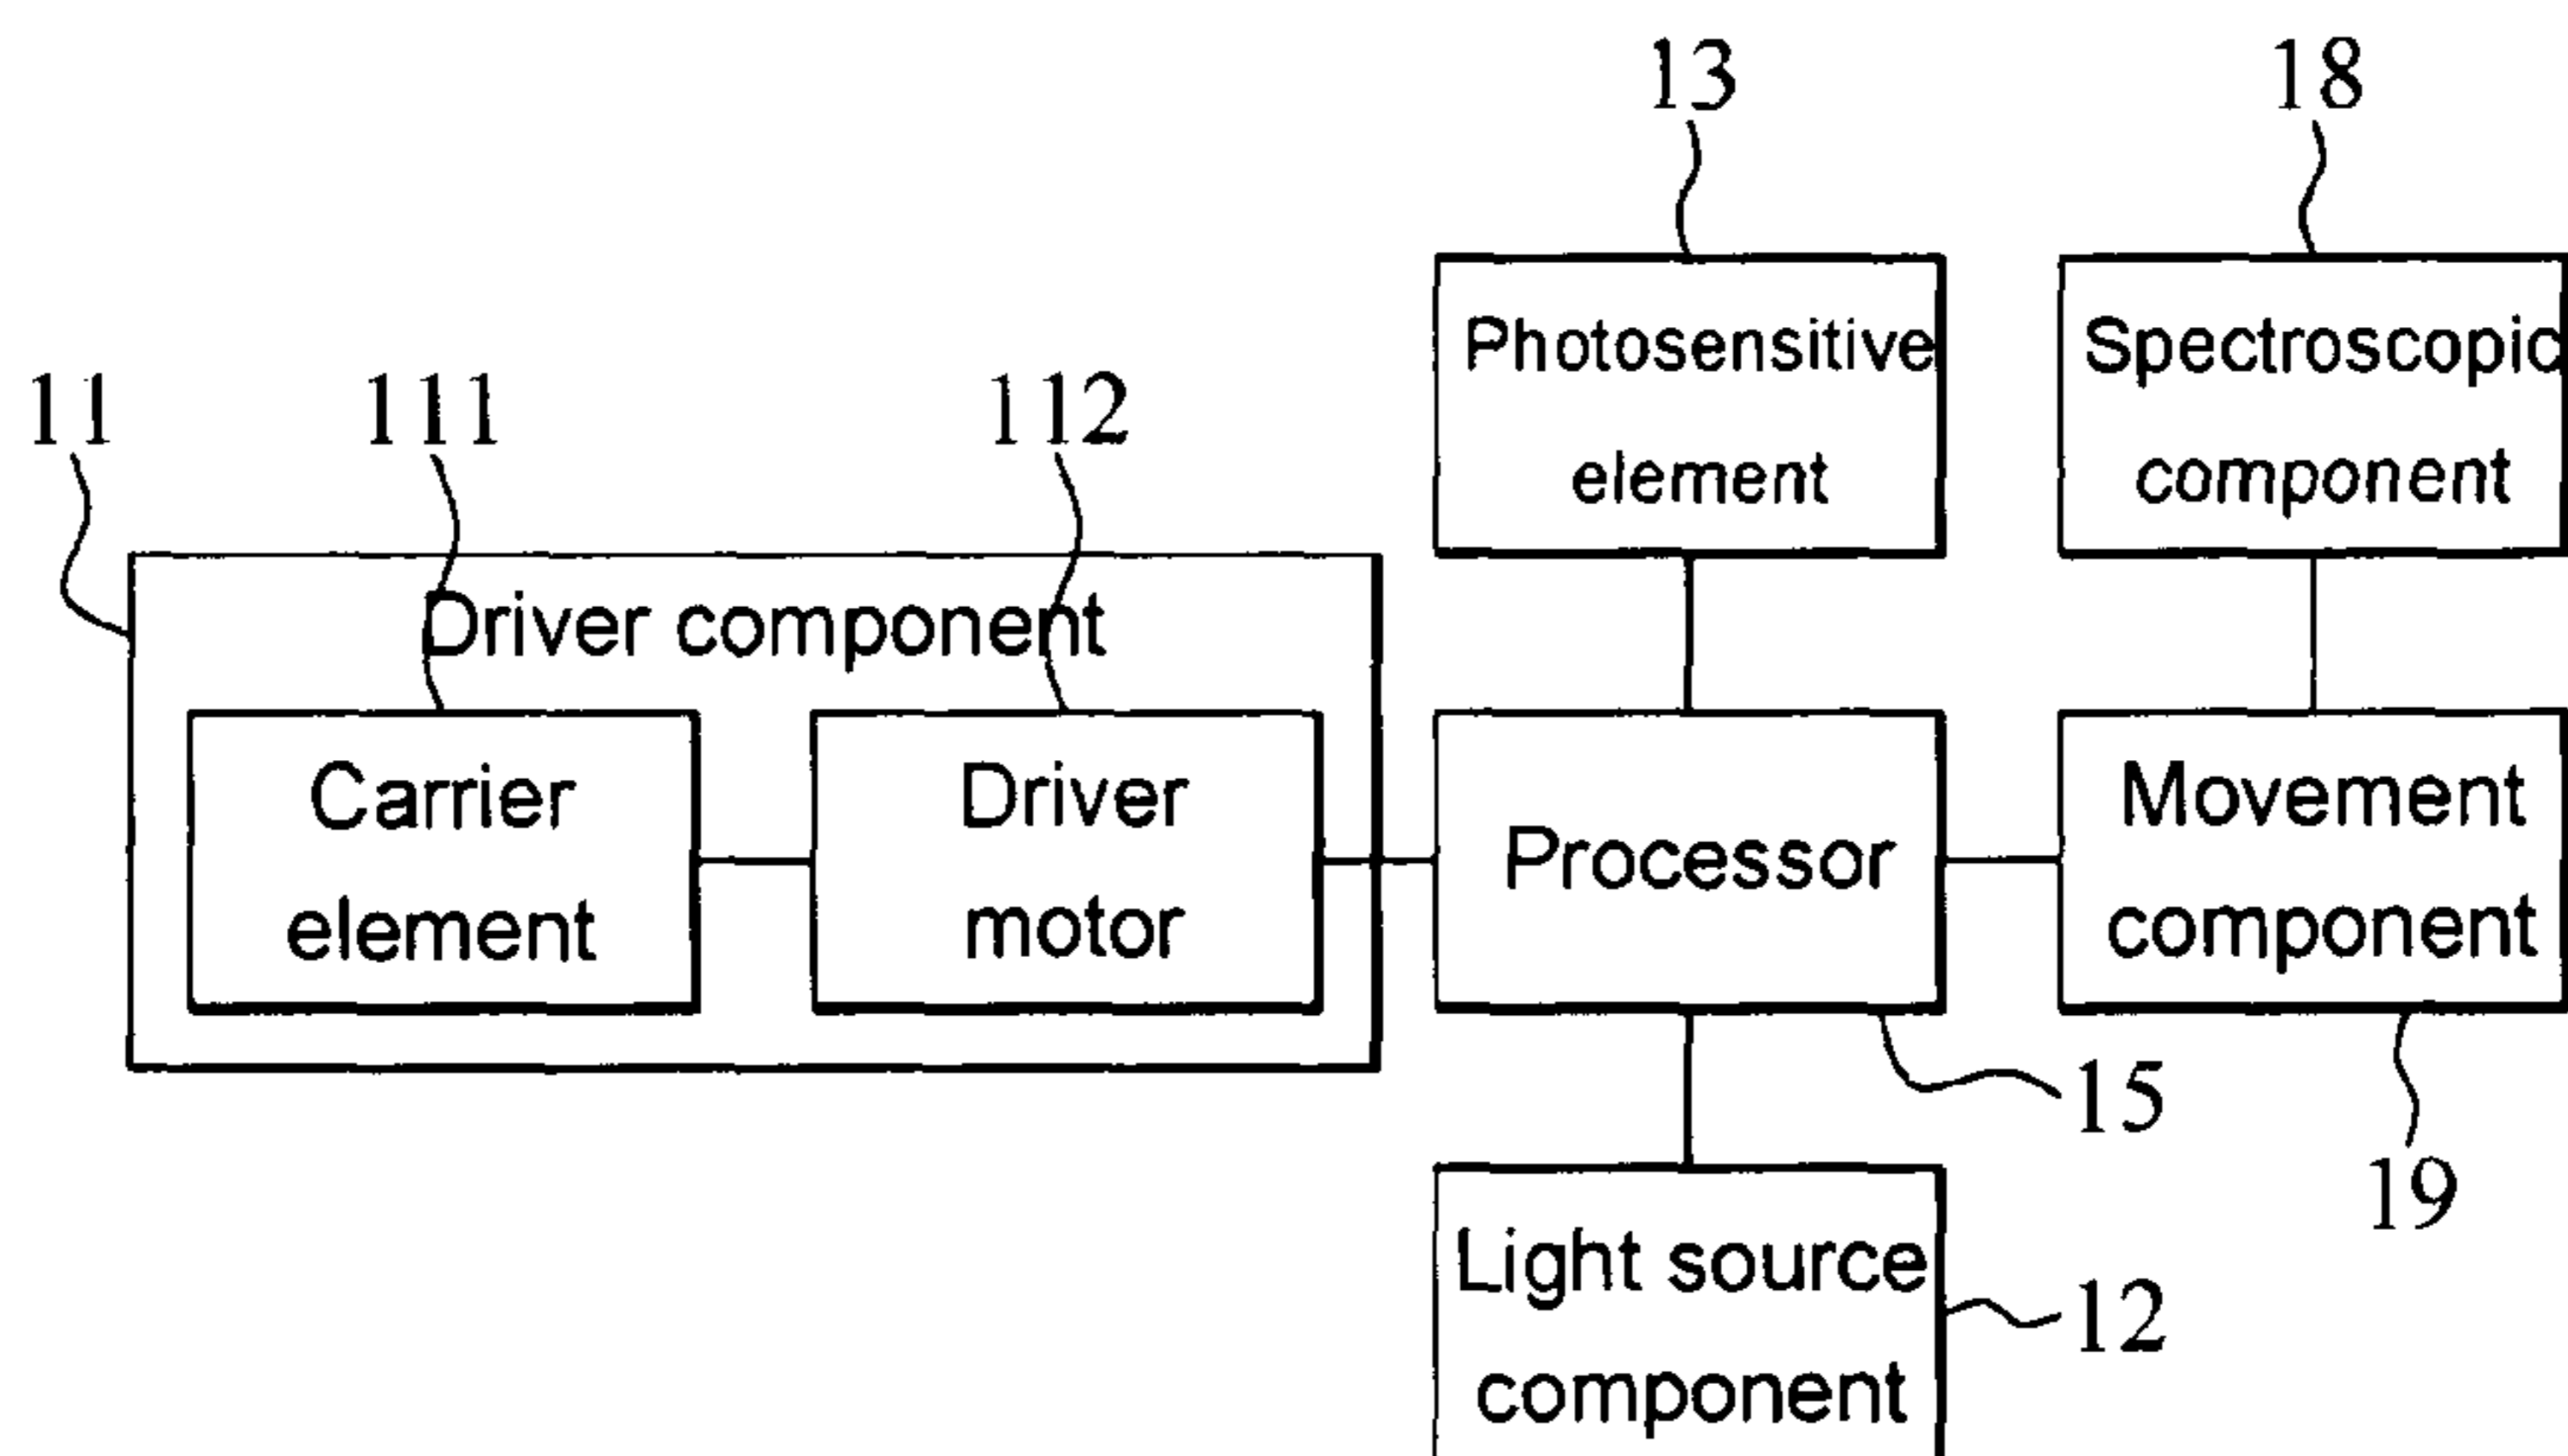 13
18
Photosensitive
element
Spectroscopic
component
11
111
112
Driver component
Carrier
element
Driver
motor
Processor
Movement
component
15
19
Light source
component
12